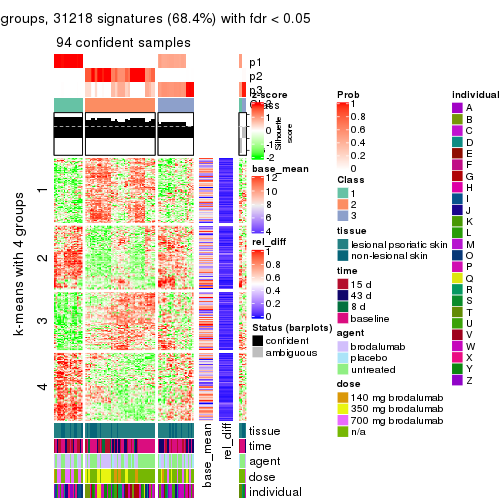 groups, 31218 signatures (68.4%) with fdr < 0.05
94 confident samples
p1
p2
p3
Class
Silhouette
score
1
2
3
4
k-means with 4 groups
tissue
time
agent
dose
individual
base_mean
rel_diff
z-score
-2
base_mean
12
10
8
6
4
rel_diff
1
0.8
0.6
0.4
0.2
0
Status (barplots)
confident
ambiguous
Prob
1
0.8
0.6
0.4
0.2
0
Class
1
2
3
tissue
lesional psoriatic skin
non-lesional skin
time
15 d
43 d
8 d
baseline
agent
brodalumab
placebo
untreated
dose
140 mg brodalumab
350 mg brodalumab
700 mg brodalumab
n/a
individual
A
B
C
D
E
F
G
H
I
J
K
L
M
O
P
Q
R
S
T
U
V
W
X
Y
Z